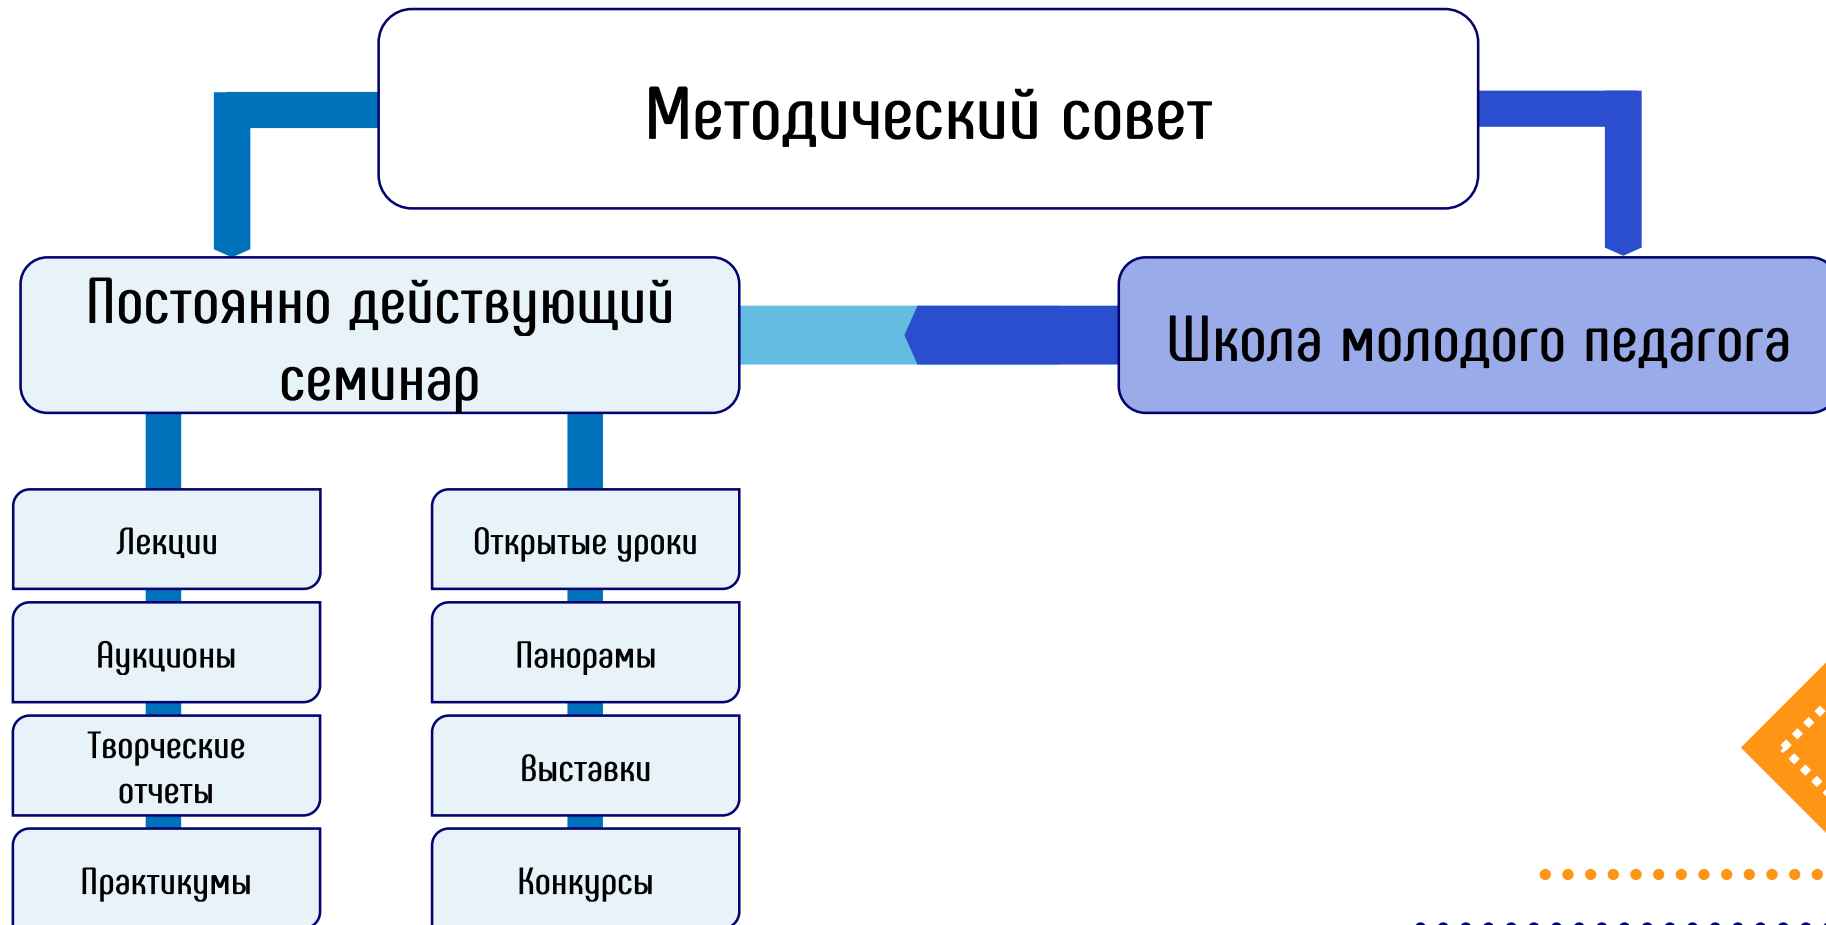 Методический совет
Постоянно действующий
семинар
Школа молодого педагога
Лекции
Открытые уроки
Аукционы
Панорамы
Творческие
отчеты
Выставки
Практикумы
Конкурсы